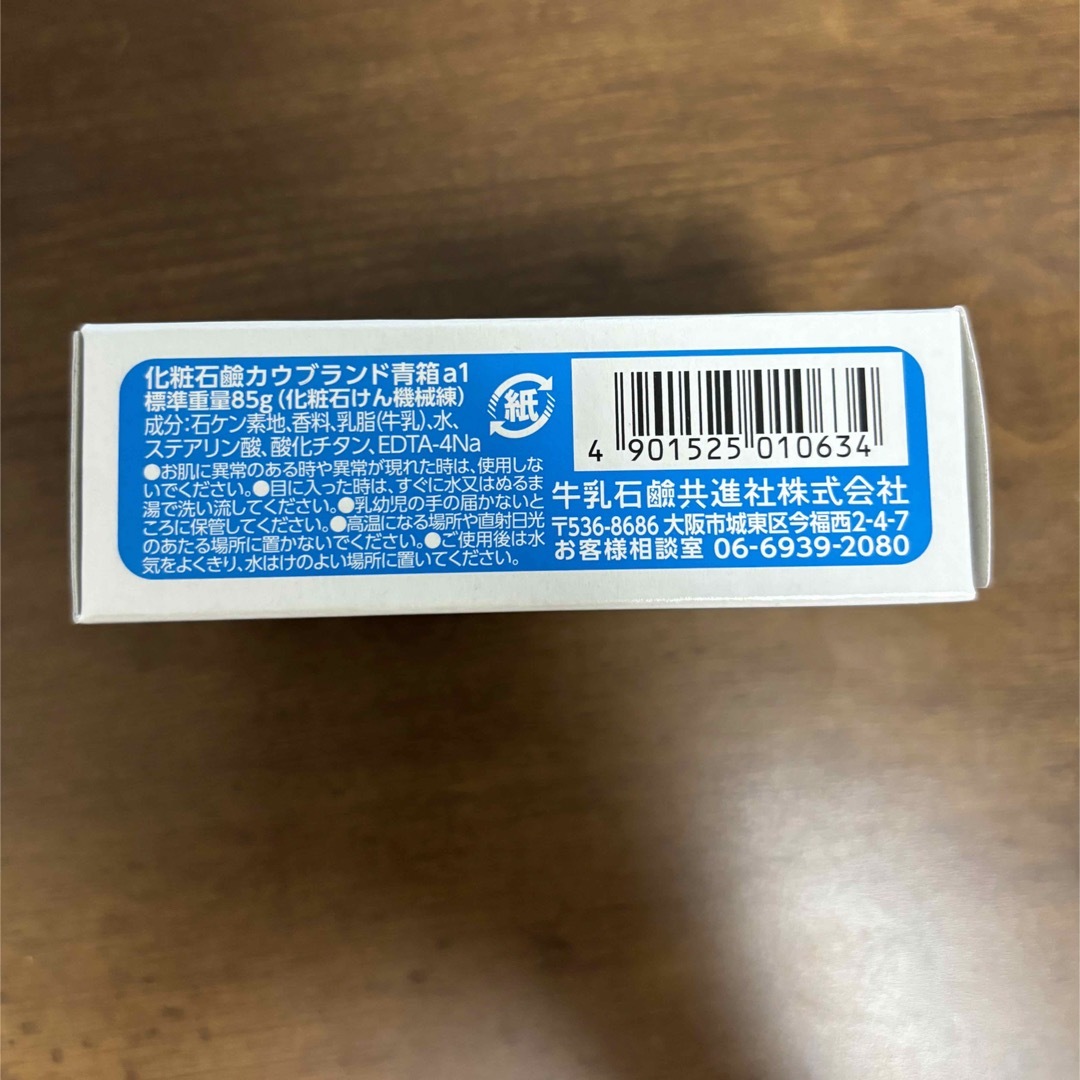 化粧石鹼カウブランド青箱a1
標準重量85g(化粧石けん機械練)
成分:石ケン素地、香料、乳脂(牛乳)、水、
ステアリン酸、酸化チタン、EDTA-4Na
●お肌に異常のある時や異常が現れた時は、使用しな
いでください。●目に入った時は、すぐに水又はぬるま
湯で洗い流してください。●乳幼児の手の届かないと
ころに保管してください。●高温になる場所や直射日光
のあたる場所に置かないでください。●ご使用後は水
気をよくきり、水はけのよい場所に置いてください。
紙
4 901525 010634
牛乳石鹼共進社株式会社
〒536-8686 大阪市城東区今福西2-4-7
お客様相談室 06-6939-2080